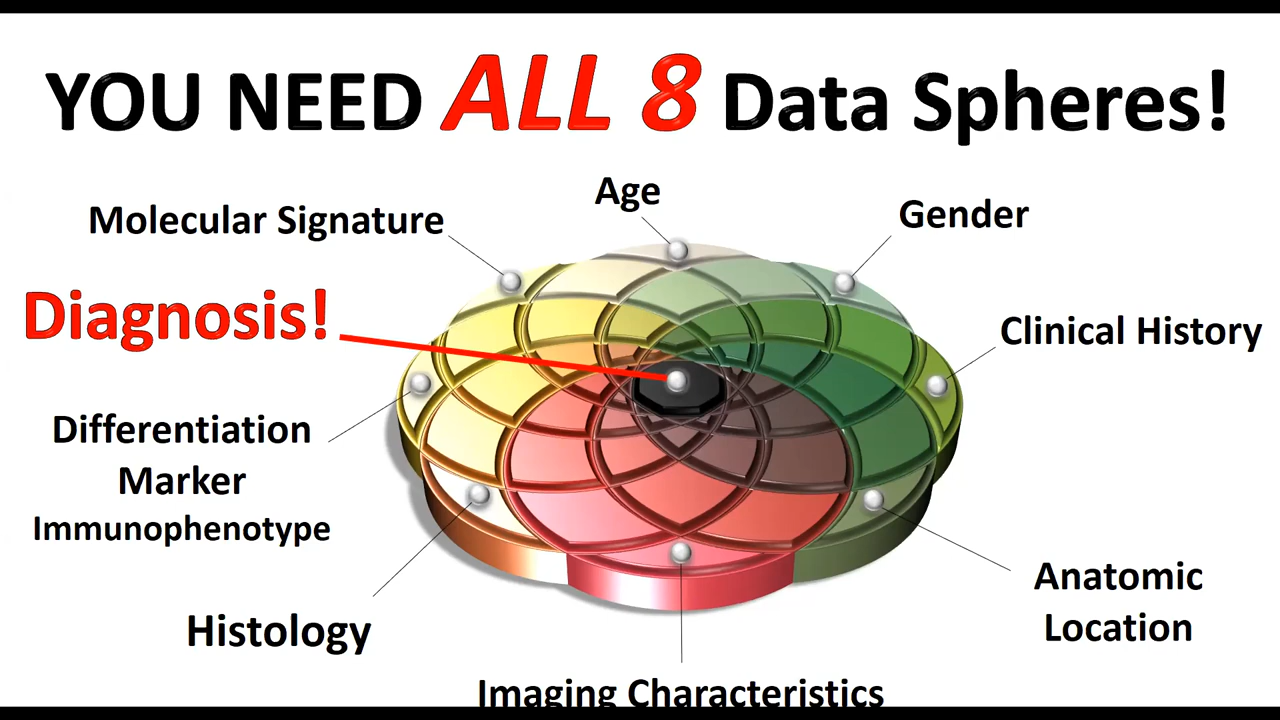 YOU NEED ALL 8 Data Spheres!
Age
Molecular Signature
Gender
Diagnosis!
Clinical History
Differentiation
Marker
Immunophenotype
Anatomic
Location
Histology
Imaging Characteristics